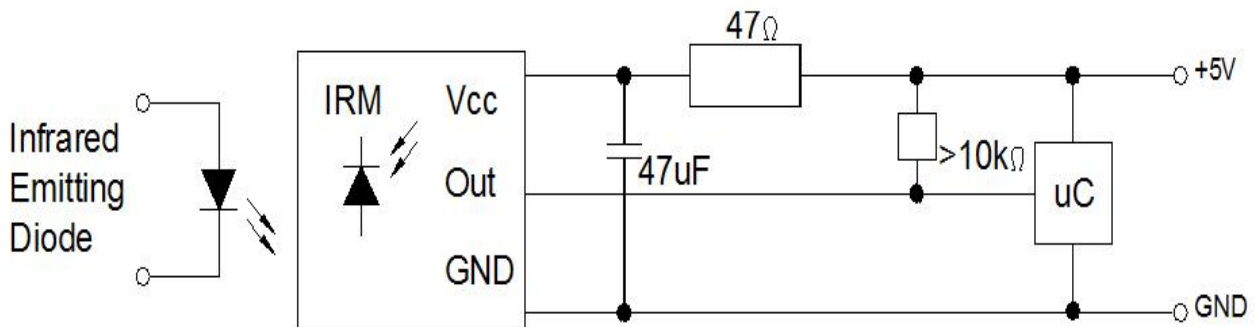 47Ω
+5V
IRM
Vcc
Infrared
Emitting
Diode
47uF
>10kΩ
Out
uC
GND
GND